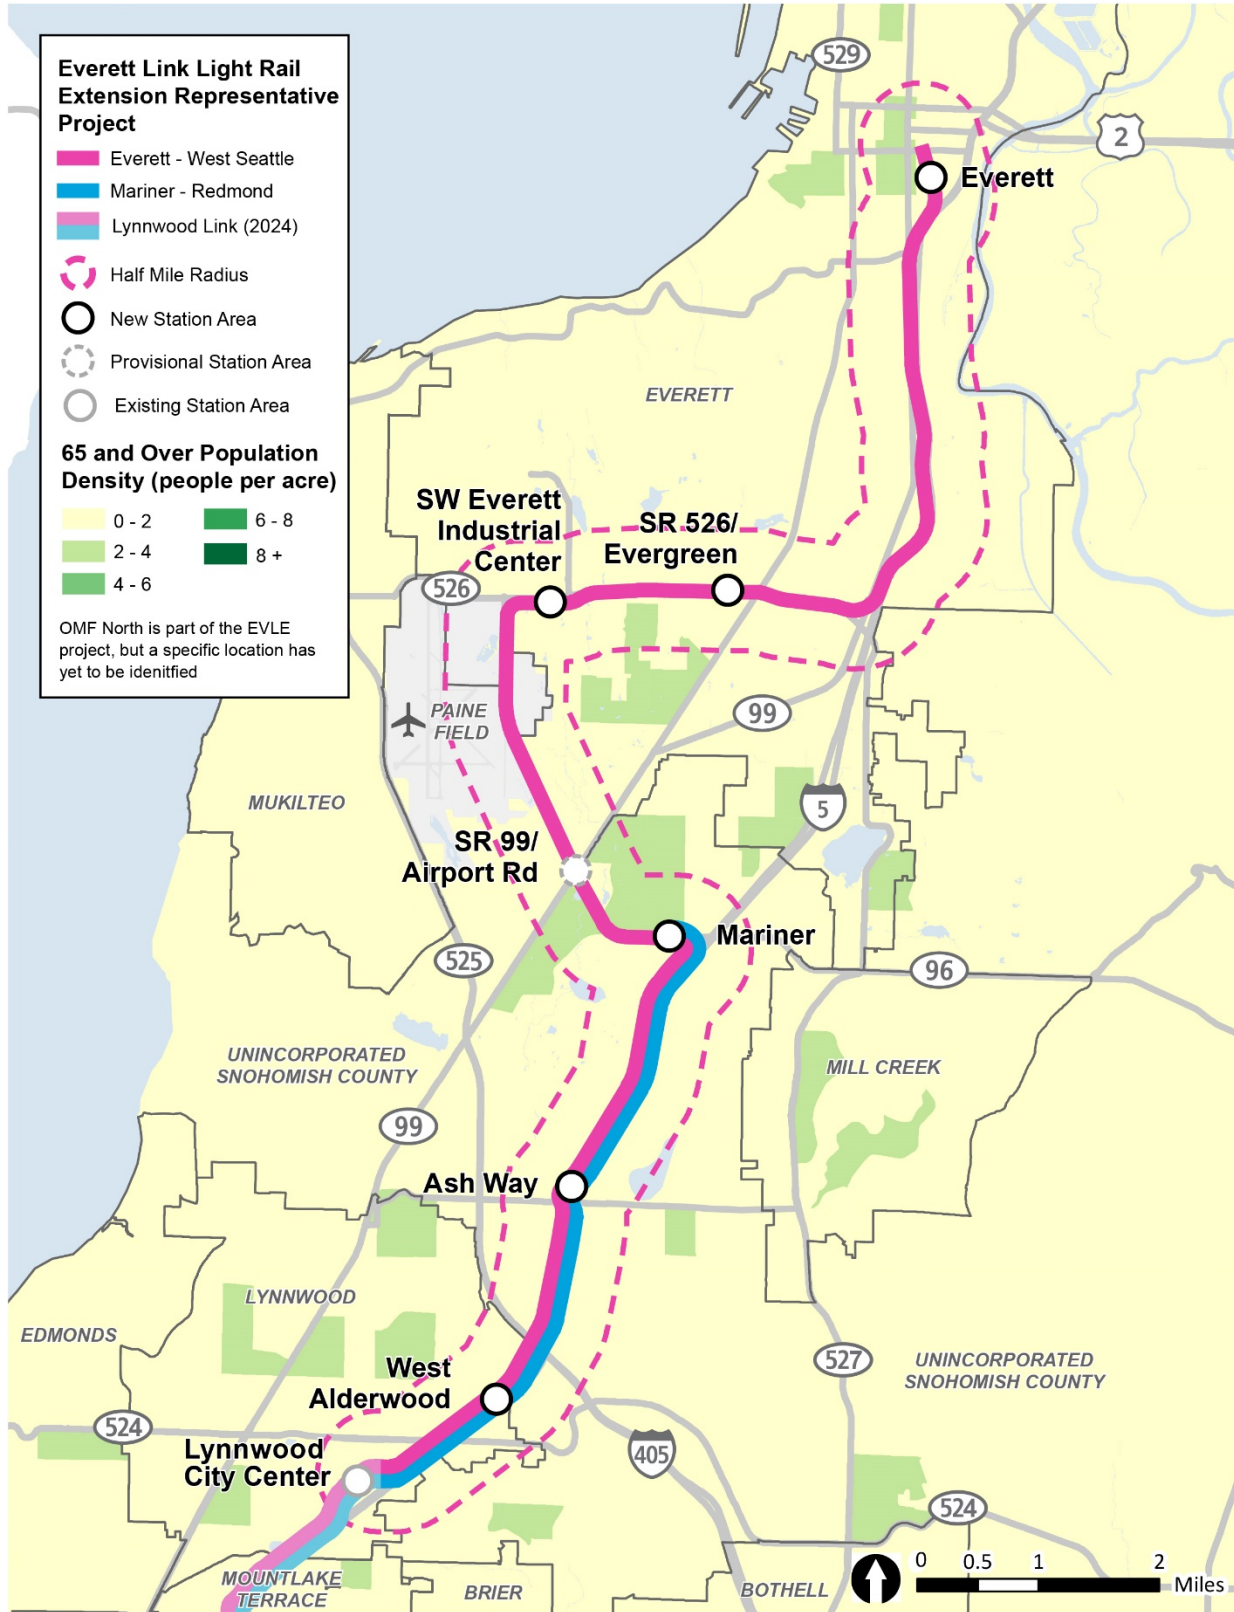 Everett Link Light Rail
Extension Representative
Project
Everett - West Seattle
Mariner - Redmond
Lynnwood Link (2024)
Half Mile Radius
New Station Area
Provisional Station Area
Existing Station Area
65 and Over Population
Density (people per acre)
0 - 2
6 - 8
2 - 4
8 +
4 - 6
OMF North is part of the EVLE
project, but a specific location has
yet to be idenitfied
529
2
Everett
EVERETT
SW Everett
Industrial
Center
SR 526/
Evergreen
526
PAINE
FIELD
99
5
MUKILTEO
SR 99/
Airport Rd
Mariner
525
96
UNINCORPORATED
SNOHOMISH COUNTY
MILL CREEK
99
Ash Way
LYNNWOOD
EDMONDS
West
Alderwood
527
UNINCORPORATED
SNOHOMISH COUNTY
524
Lynnwood
City Center
405
524
MOUNTLAKE
TERRACE
BRIER
BOTHELL
0 0.5 1 2
Miles